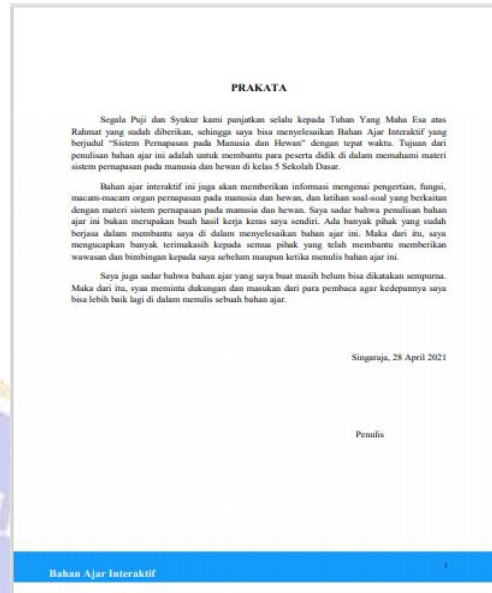 PRAKATA
Segala Puji dan Syukur kami panjatkan selalu kepada Tuhan Yang Maha Esa atas
Rahmat yang sudah diberikan, sehingga saya bisa menyelesaikan Bahan Ajar Interaktif yang
berjudul “Sistem Pernapasan pada Manusia dan Hewan” dengan tepat waktu. Tujuan dari
penulisan bahan ajar ini adalah untuk membantu para peserta didik di dalam memahami materi
sistem pernapasan pada manusia dan hewan di kelas 5 Sekolah Dasar.
Bahan ajar interaktif ini juga akan memberikan informasi mengenai pengertian, fungsi,
macam-macam organ pernapasan pada manusia dan hewan, dan latihan soal-soal yang berkaitan
dengan materi sistem pernapasan pada manusia dan hewan. Saya sadar bahwa penulisan bahan
ajar ini bukan merupakan buah hasil kerja keras saya sendiri. Ada banyak pihak yang sudah
berjasa dalam membantu saya di dalam menyelesaikan bahan ajar ini. Maka dari itu, saya
mengucapkan banyak terimakasih kepada semua pihak yang telah membantu memberikan
wawasan dan bimbingan kepada saya sebelum maupun ketika menulis bahan ajar ini.
Saya juga sadar bahwa bahan ajar yang saya buat masih belum bisa dikatakan sempurna.
Maka dari itu, syaa meminta dukungan dan masukan dari para pembaca agar kedepannya saya
bisa lebih baik lagi di dalam menulis sebuah bahan ajar.
Singaraja, 28 April 2021
Penulis
Bahan Ajar Interaktif